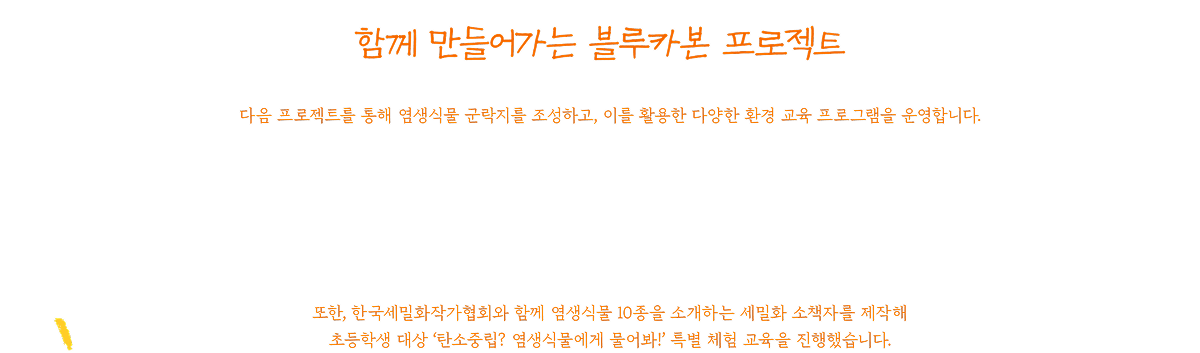 함께 만들어가는 블루카본 프로젝트
다음 프로젝트를 통해 염생식물 군락지를 조성하고, 이를 활용한 다양한 환경 교육 프로그램을 운영합니다.
또한, 한국세밀화작가협회와 함께 염생식물 10종을 소개하는 세밀화 소책자를 제작해
초등학생 대상 ‘탄소중립? 염생식물에게 물어봐!’ 특별 체험 교육을 진행했습니다.